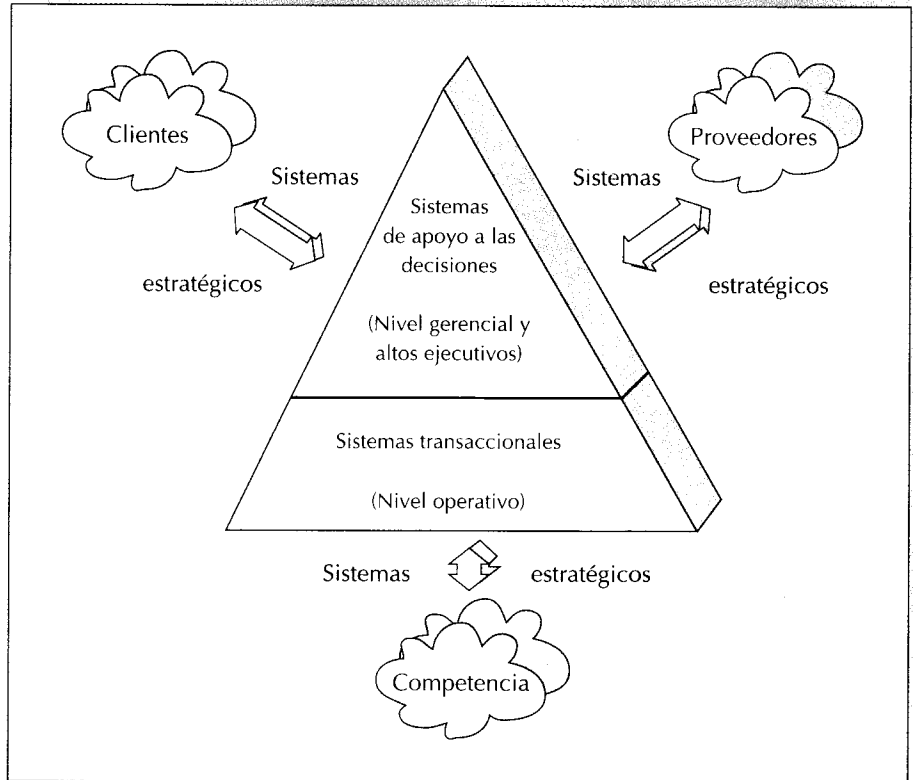 Clientes
Proveedores
Sistemas
estratégicos
Sistemas
de apoyo a las
decisiones
(Nivel gerencial y
altos ejecutivos)
Sistemas
estratégicos
Sistemas transaccionales
(Nivel operativo)
Sistemas estratégicos
Competencia